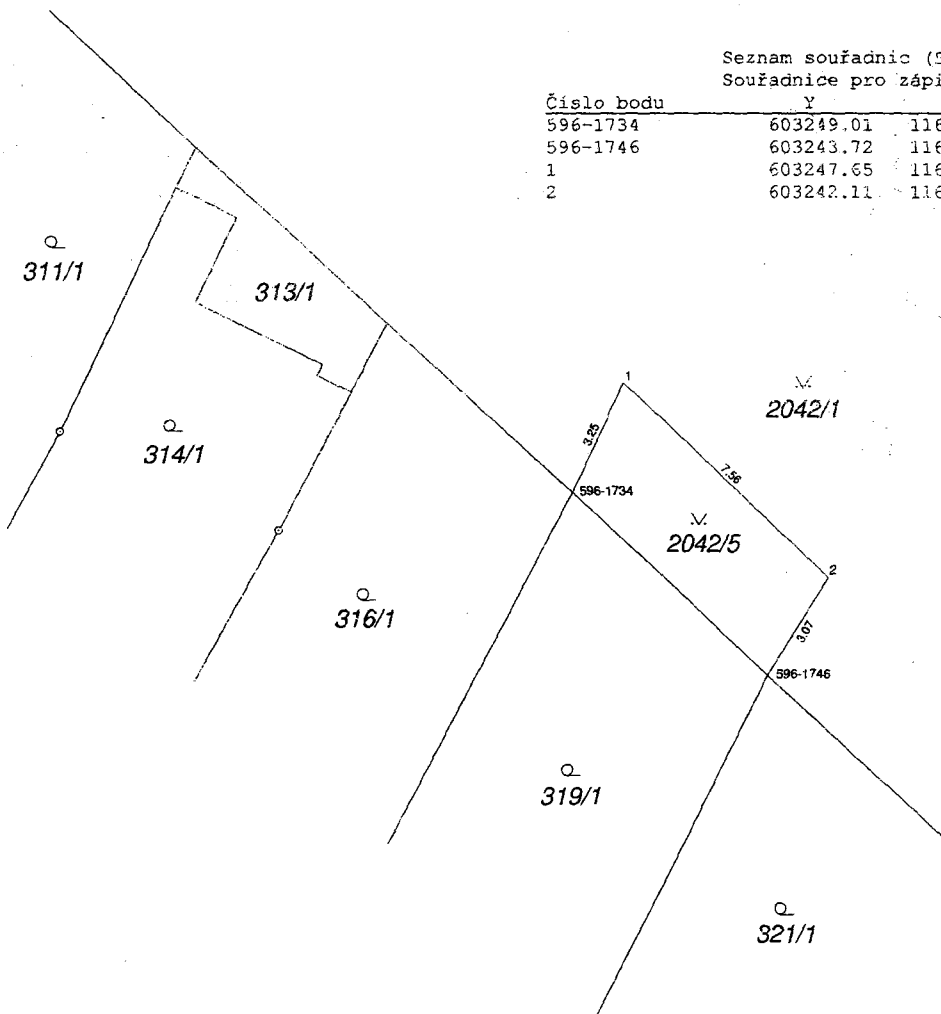 Seznam souřadnic (S
Souřadnice pro zápi
Číslo bodu Y
596-1734 603249.01 116
596-1746 603243.72 116
1 603247.65 116
2 603242.11 116
311/1
313/1
314/1
316/1
319/1
321/1
2042/1
2042/5
1
2
3.25
7.56
3.07
596-1734
596-1746